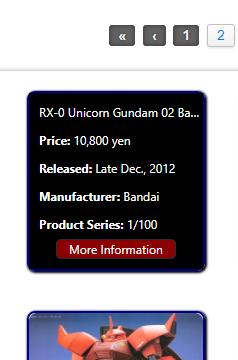 « ‹ 1 2
RX-0 Unicorn Gundam 02 Ba...
Price: 10,800 yen
Released: Late Dec., 2012
Manufacturer: Bandai
Product Series: 1/100
More Information